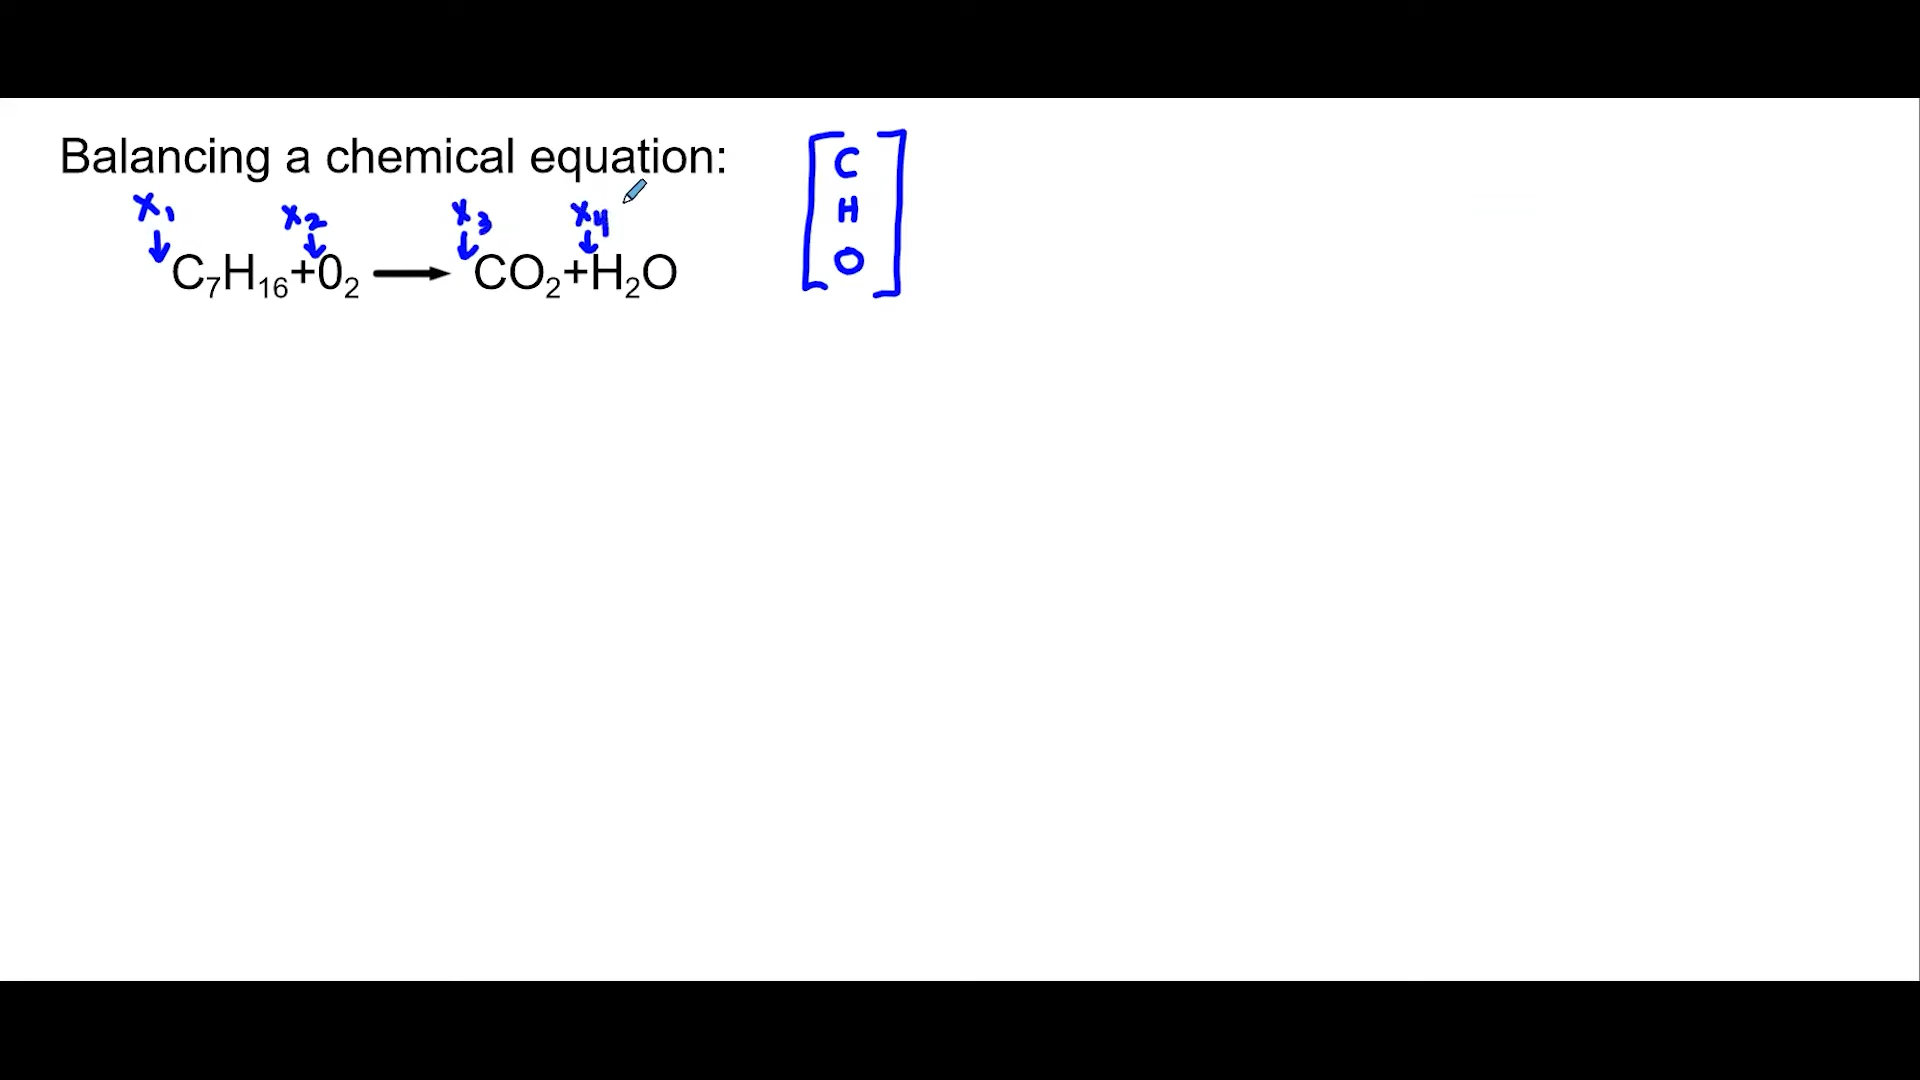 Balancing a chemical equation:
x₁ x₂ x₃ x₄
C₇H₁₆+0₂ → CO₂+H₂O
C
H
O